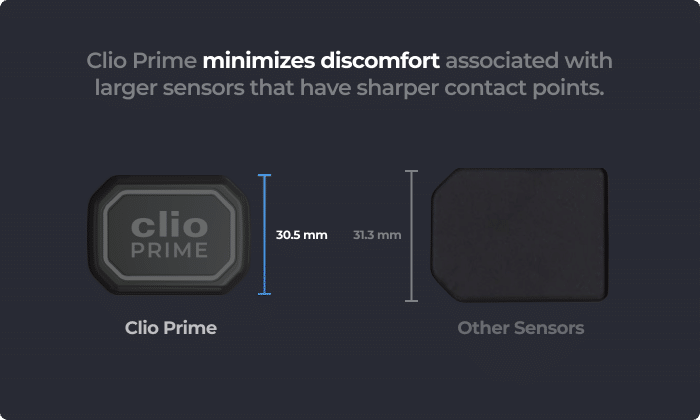 Clio Prime minimizes discomfort associated with
larger sensors that have sharper contact points.
clio
PRIME
30.5 mm
31.3 mm
Clio Prime
Other Sensors